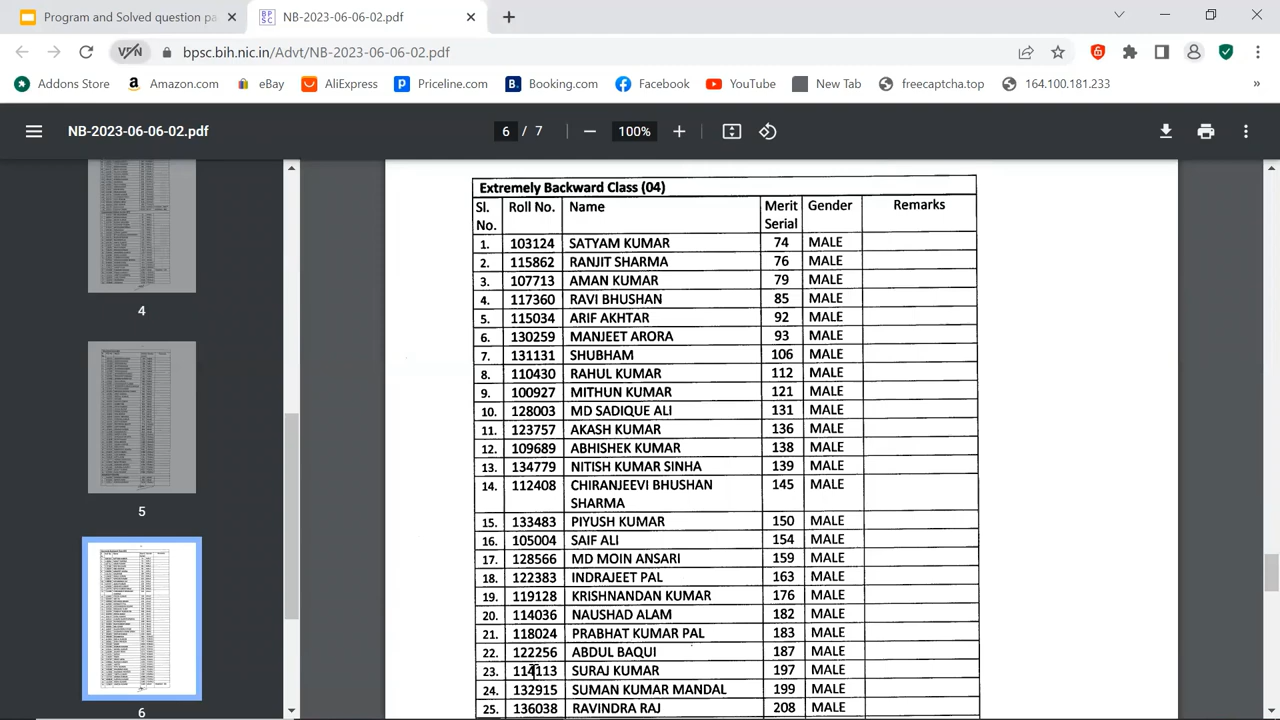 Program and Solved question pa
NB-2023-06-06-02.pdf
bpsc.bih.nic.in/Advt/NB-2023-06-06-02.pdf
Addons Store Amazon.com eBay AliExpress Priceline.com Booking.com Facebook YouTube New Tab freecaptcha.top 164.100.181.233 »
NB-2023-06-06-02.pdf 6 / 7 100%
4
5
6
Extremely Backward Class (04)
Sl. No. Roll No. Name Merit Serial Gender Remarks
1. SATYAM KUMAR 74 MALE
2. RANJIT SHARMA 76 MALE
3. 107713 AMAN KUMAR 79 MALE
4. 117360 RAVI BHUSHAN 85 MALE
5. 115034 ARIF AKHTAR 92 MALE
6. 130259 MANJEET ARORA 93 MALE
7. 131131 SHUBHAM 106 MALE
8. 110430 RAHUL KUMAR 112 MALE
9. MITHUN KUMAR 121 MALE
10. 128008 MD SADIQUE ALI 131 MALE
11. 123757 AKASH KUMAR 136 MALE
12. 109682 ABHISHEK KUMAR 138 MALE
13. 134779 NITISH KUMAR SINHA 139 MALE
14. 112408 CHIRANJEEVI BHUSHAN 145 MALE
SHARMA
15. 133483 PIYUSH KUMAR 150 MALE
16. 105004 SAIF ALI 154 MALE
17. MD MOJJ ANSARI 159 MALE
18. INDRAJEET PAL 163 MALE
19. 119128 KRISHNANDAN KUMAR 176 MALE
20. NAUSHAD ALAM 182 MALE
21. PRABHAT KUMAR PAL 183 MALE
22. 122256 ABDUL BAQUI 187 MALE
23. SURAJ KUMAR 197 MALE
24. 132915 SUMAN KUMAR MANDAL 199 MALE
25. 136038 RAVINDRA RAJ 208 MALE